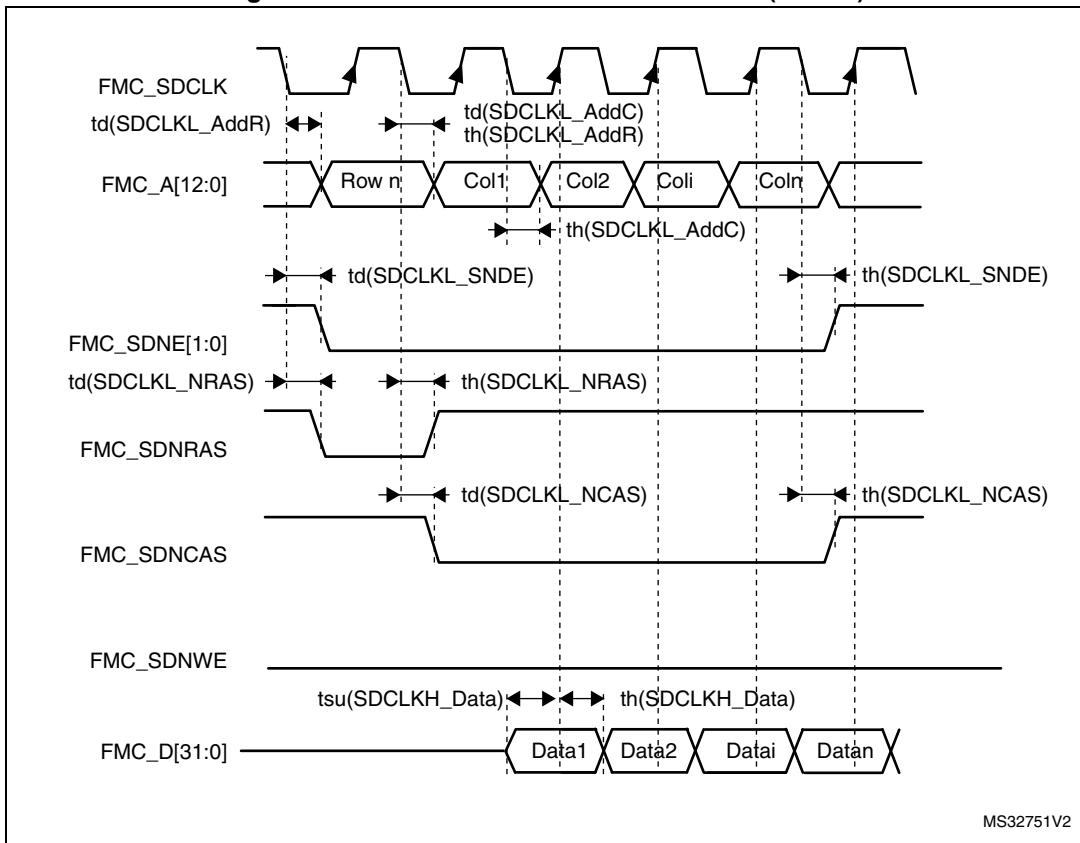 FMC_SDCLK
td(SDCLKL_AddR)
td(SDCLKL_AddC)
th(SDCLKL_AddR)
FMC_A[12:0]
Row n
Col1
Col2
Coli
Coln
th(SDCLKL_AddC)
td(SDCLKL_SNDE)
th(SDCLKL_SNDE)
FMC_SDNE[1:0]
td(SDCLKL_NRAS)
th(SDCLKL_NRAS)
FMC_SDNRAS
td(SDCLKL_NCAS)
th(SDCLKL_NCAS)
FMC_SDNCAS
FMC_SDNWE
tsu(SDCLKH_Data)
th(SDCLKH_Data)
FMC_D[31:0]
Data1
Data2
Datai
Datan
MS32751V2